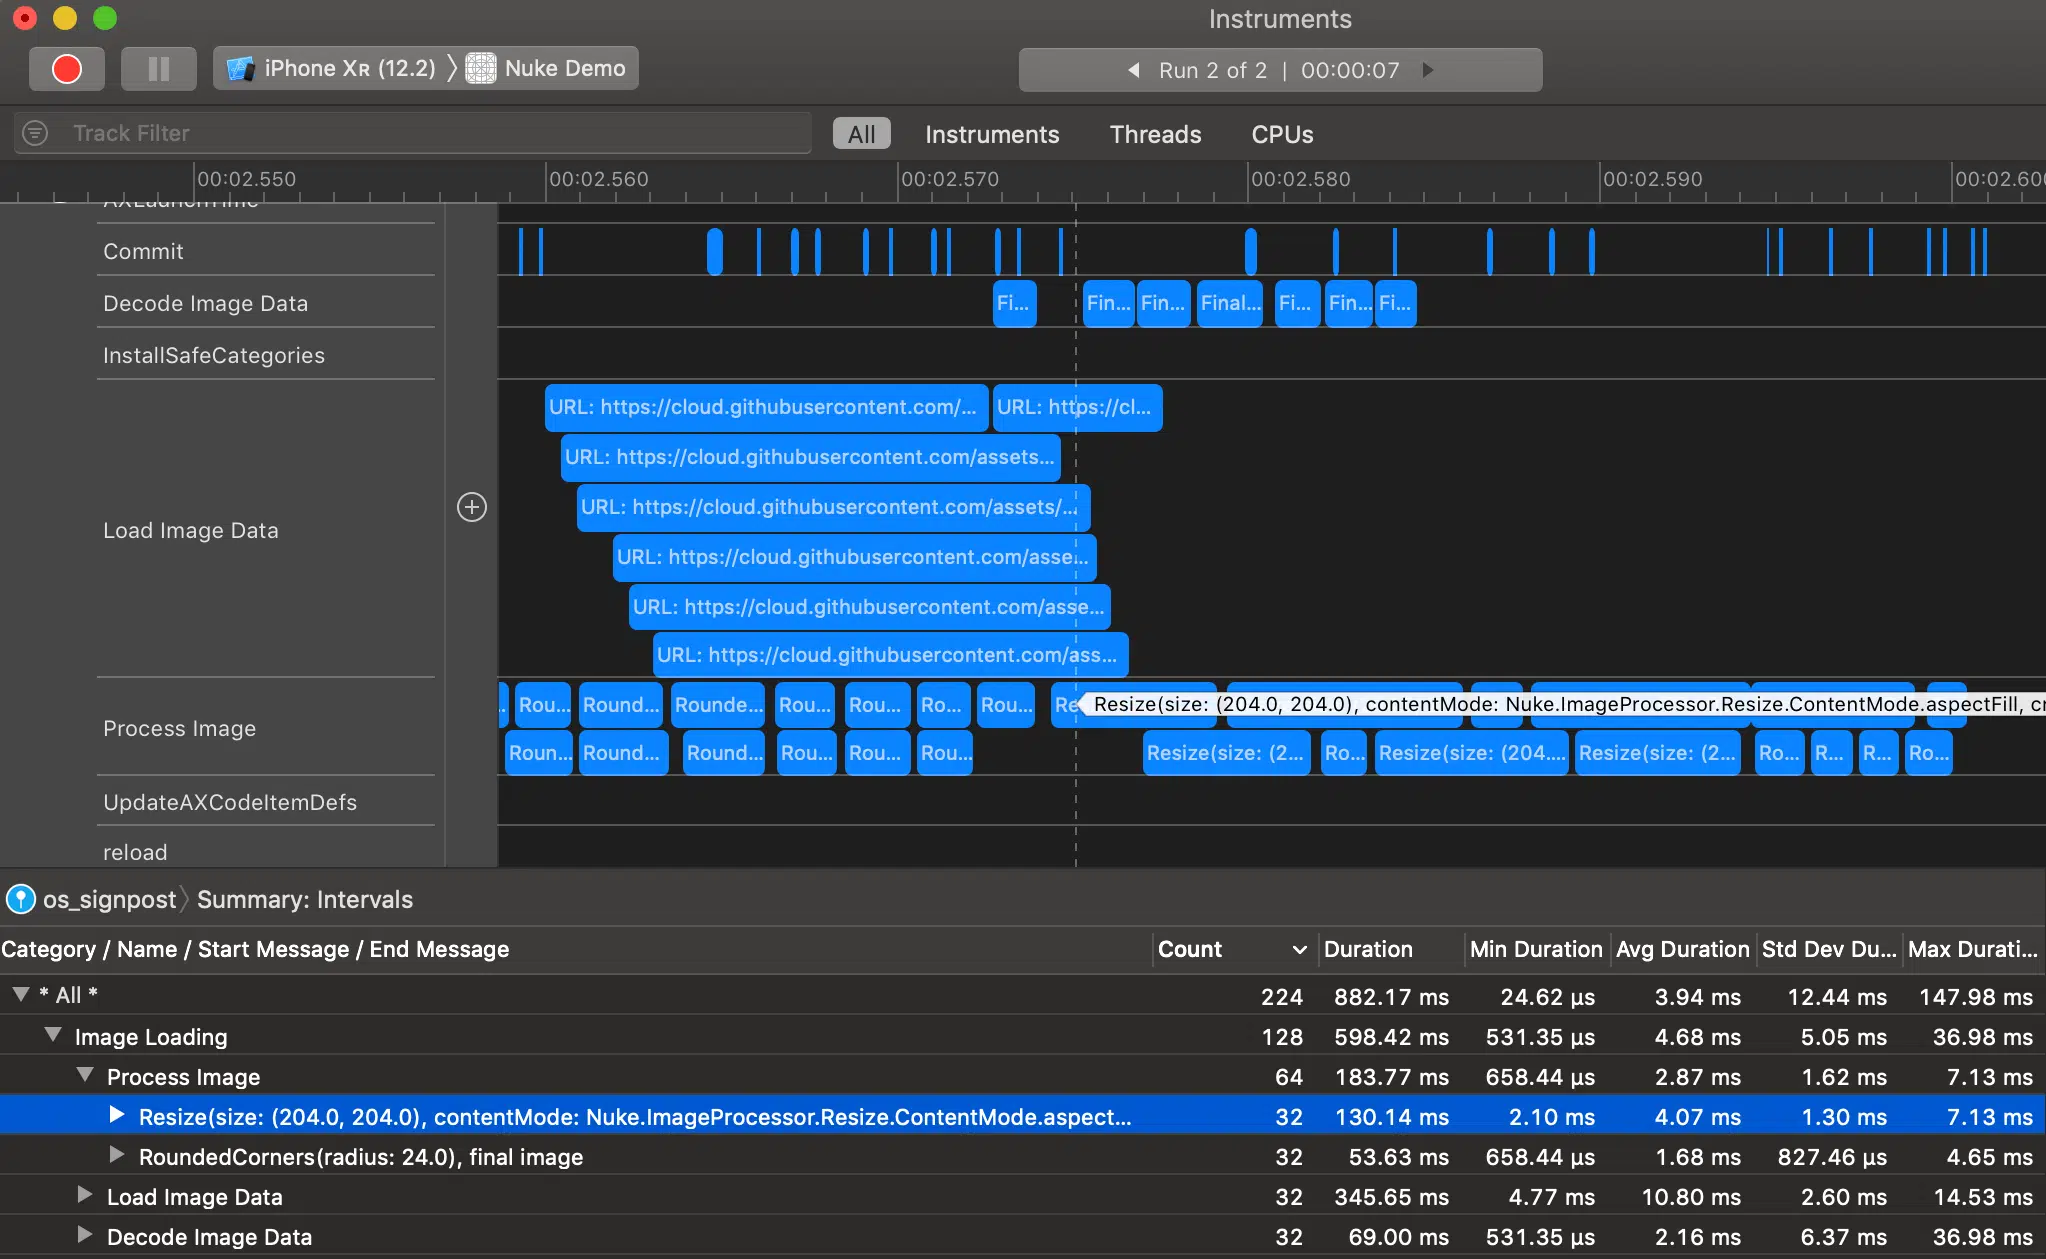 Instruments
iPhone XR (12.2) Nuke Demo
Run 2 of 2 | 00:00:07
Track Filter
All Instruments Threads CPUs
00:02.550 00:02.560 00:02.570 00:02.580 00:02.590 00:02.600
AXLaunchTime
Commit
Decode Image Data
Fi... Fin... Fin... Final... Fi... Fin... Fi...
InstallSafeCategories
Load Image Data
URL: https://cloud.githubusercontent.com/... URL: https://cl...
URL: https://cloud.githubusercontent.com/assets...
URL: https://cloud.githubusercontent.com/assets/...
URL: https://cloud.githubusercontent.com/asse...
URL: https://cloud.githubusercontent.com/asse...
URL: https://cloud.githubusercontent.com/ass...
Process Image
Rou... Round... Rounde... Rou... Rou... Ro... Rou... Re Resize(size: (204.0, 204.0), contentMode: Nuke.ImageProcessor.Resize.ContentMode.aspectFill, cr
Roun... Round... Round... Rou... Rou... Rou... Resize(size: (2... Ro... Resize(size: (204.... Resize(size: (2... Ro... R... R... Ro...
UpdateAXCodeItemDefs
reload
os_signpost Summary: Intervals
Category / Name / Start Message / End Message Count Duration Min Duration Avg Duration Std Dev Du... Max Durati...
* All * 224 882.17 ms 24.62 µs 3.94 ms 12.44 ms 147.98 ms
Image Loading 128 598.42 ms 531.35 µs 4.68 ms 5.05 ms 36.98 ms
Process Image 64 183.77 ms 658.44 µs 2.87 ms 1.62 ms 7.13 ms
Resize(size: (204.0, 204.0), contentMode: Nuke.ImageProcessor.Resize.ContentMode.aspect... 32 130.14 ms 2.10 ms 4.07 ms 1.30 ms 7.13 ms
RoundedCorners(radius: 24.0), final image 32 53.63 ms 658.44 µs 1.68 ms 827.46 µs 4.65 ms
Load Image Data 32 345.65 ms 4.77 ms 10.80 ms 2.60 ms 14.53 ms
Decode Image Data 32 69.00 ms 531.35 µs 2.16 ms 6.37 ms 36.98 ms